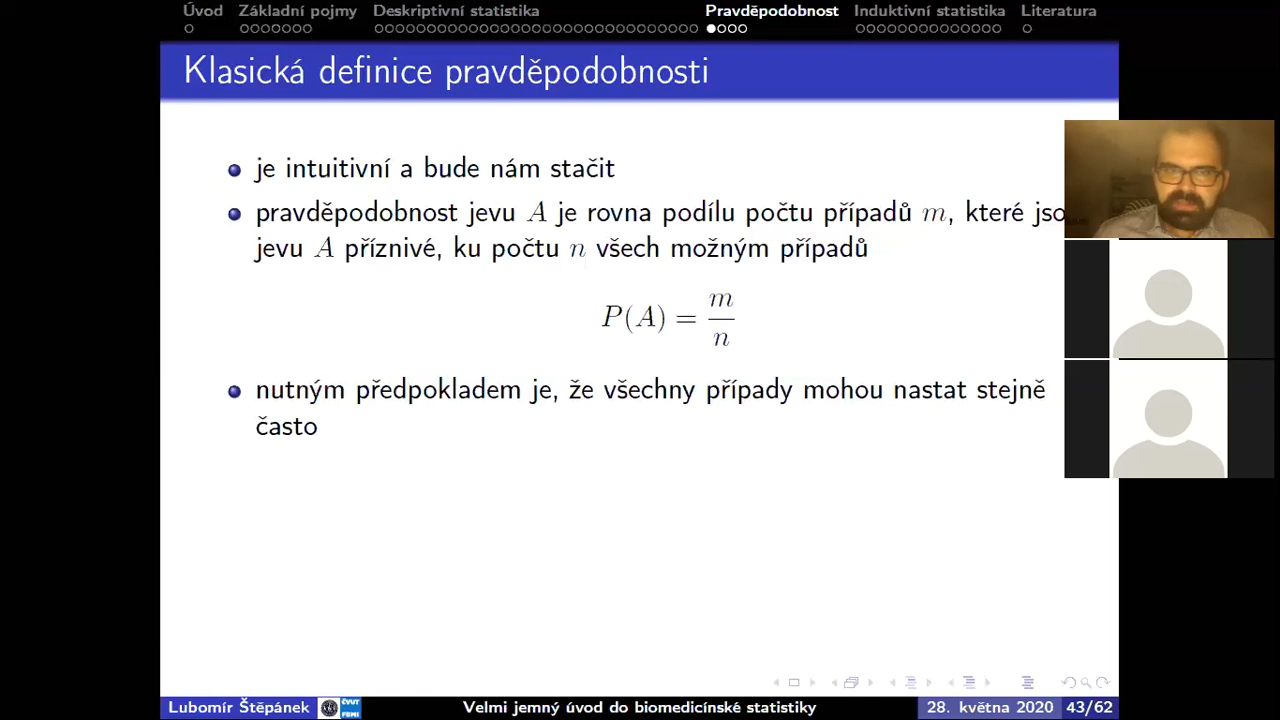 Úvod Základní pojmy Deskriptivní statistika Pravděpodobnost Induktivní statistika Literatura
Klasická definice pravděpodobnosti
je intuitivní a bude nám stačit
pravděpodobnost jevu A je rovna podílu počtu případů m, které jso
jevu A příznivé, ku počtu n všech možným případů
P(A) = m/n
nutným předpokladem je, že všechny případy mohou nastat stejně
často
Lubomír Štěpánek ČVUT FBMI Velmi jemný úvod do biomedicínské statistiky 28. května 2020 43/62